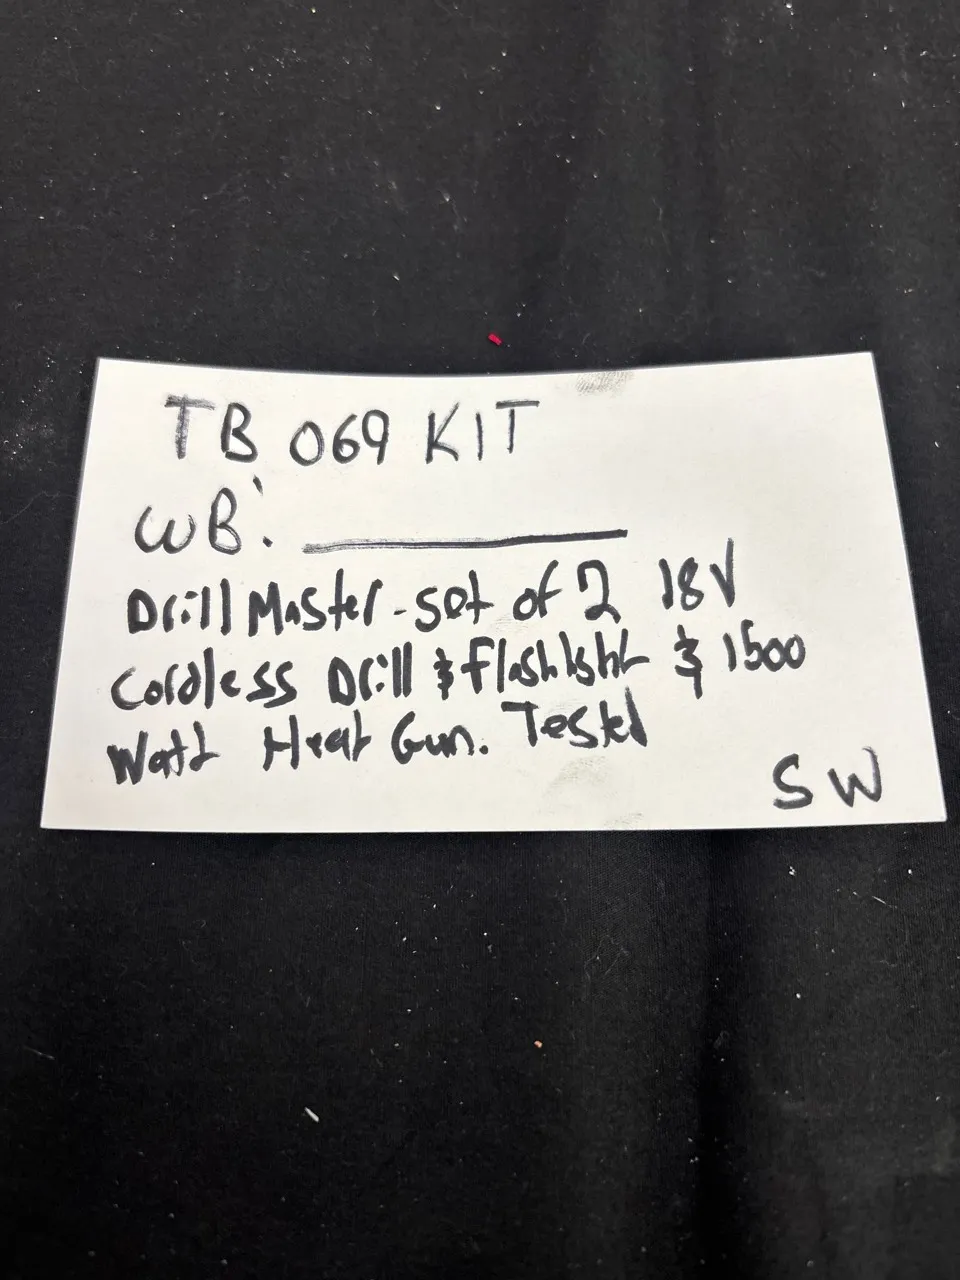 TB 069 KIT
WB: __________
Drill Master - Set of 2 18V
Cordless Drill & Flashlight & 1500
Watt Heat Gun. Tested
SW